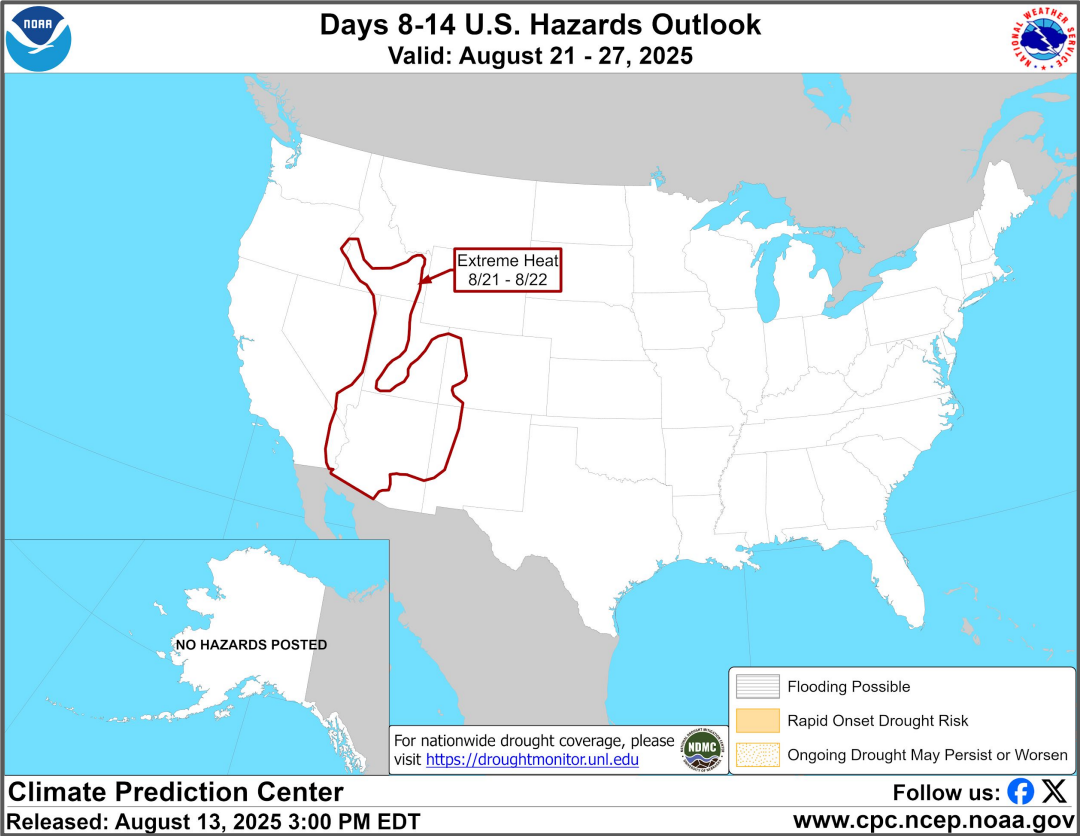 NOAA
Days 8-14 U.S. Hazards Outlook
Valid: August 21 - 27, 2025
NATIONAL WEATHER SERVICE
Extreme Heat
8/21 - 8/22
NO HAZARDS POSTED
For nationwide drought coverage, please
visit https://droughtmonitor.unl.edu
NDMC
Flooding Possible
Rapid Onset Drought Risk
Ongoing Drought May Persist or Worsen
Climate Prediction Center
Follow us:
Released: August 13, 2025 3:00 PM EDT
www.cpc.ncep.noaa.gov